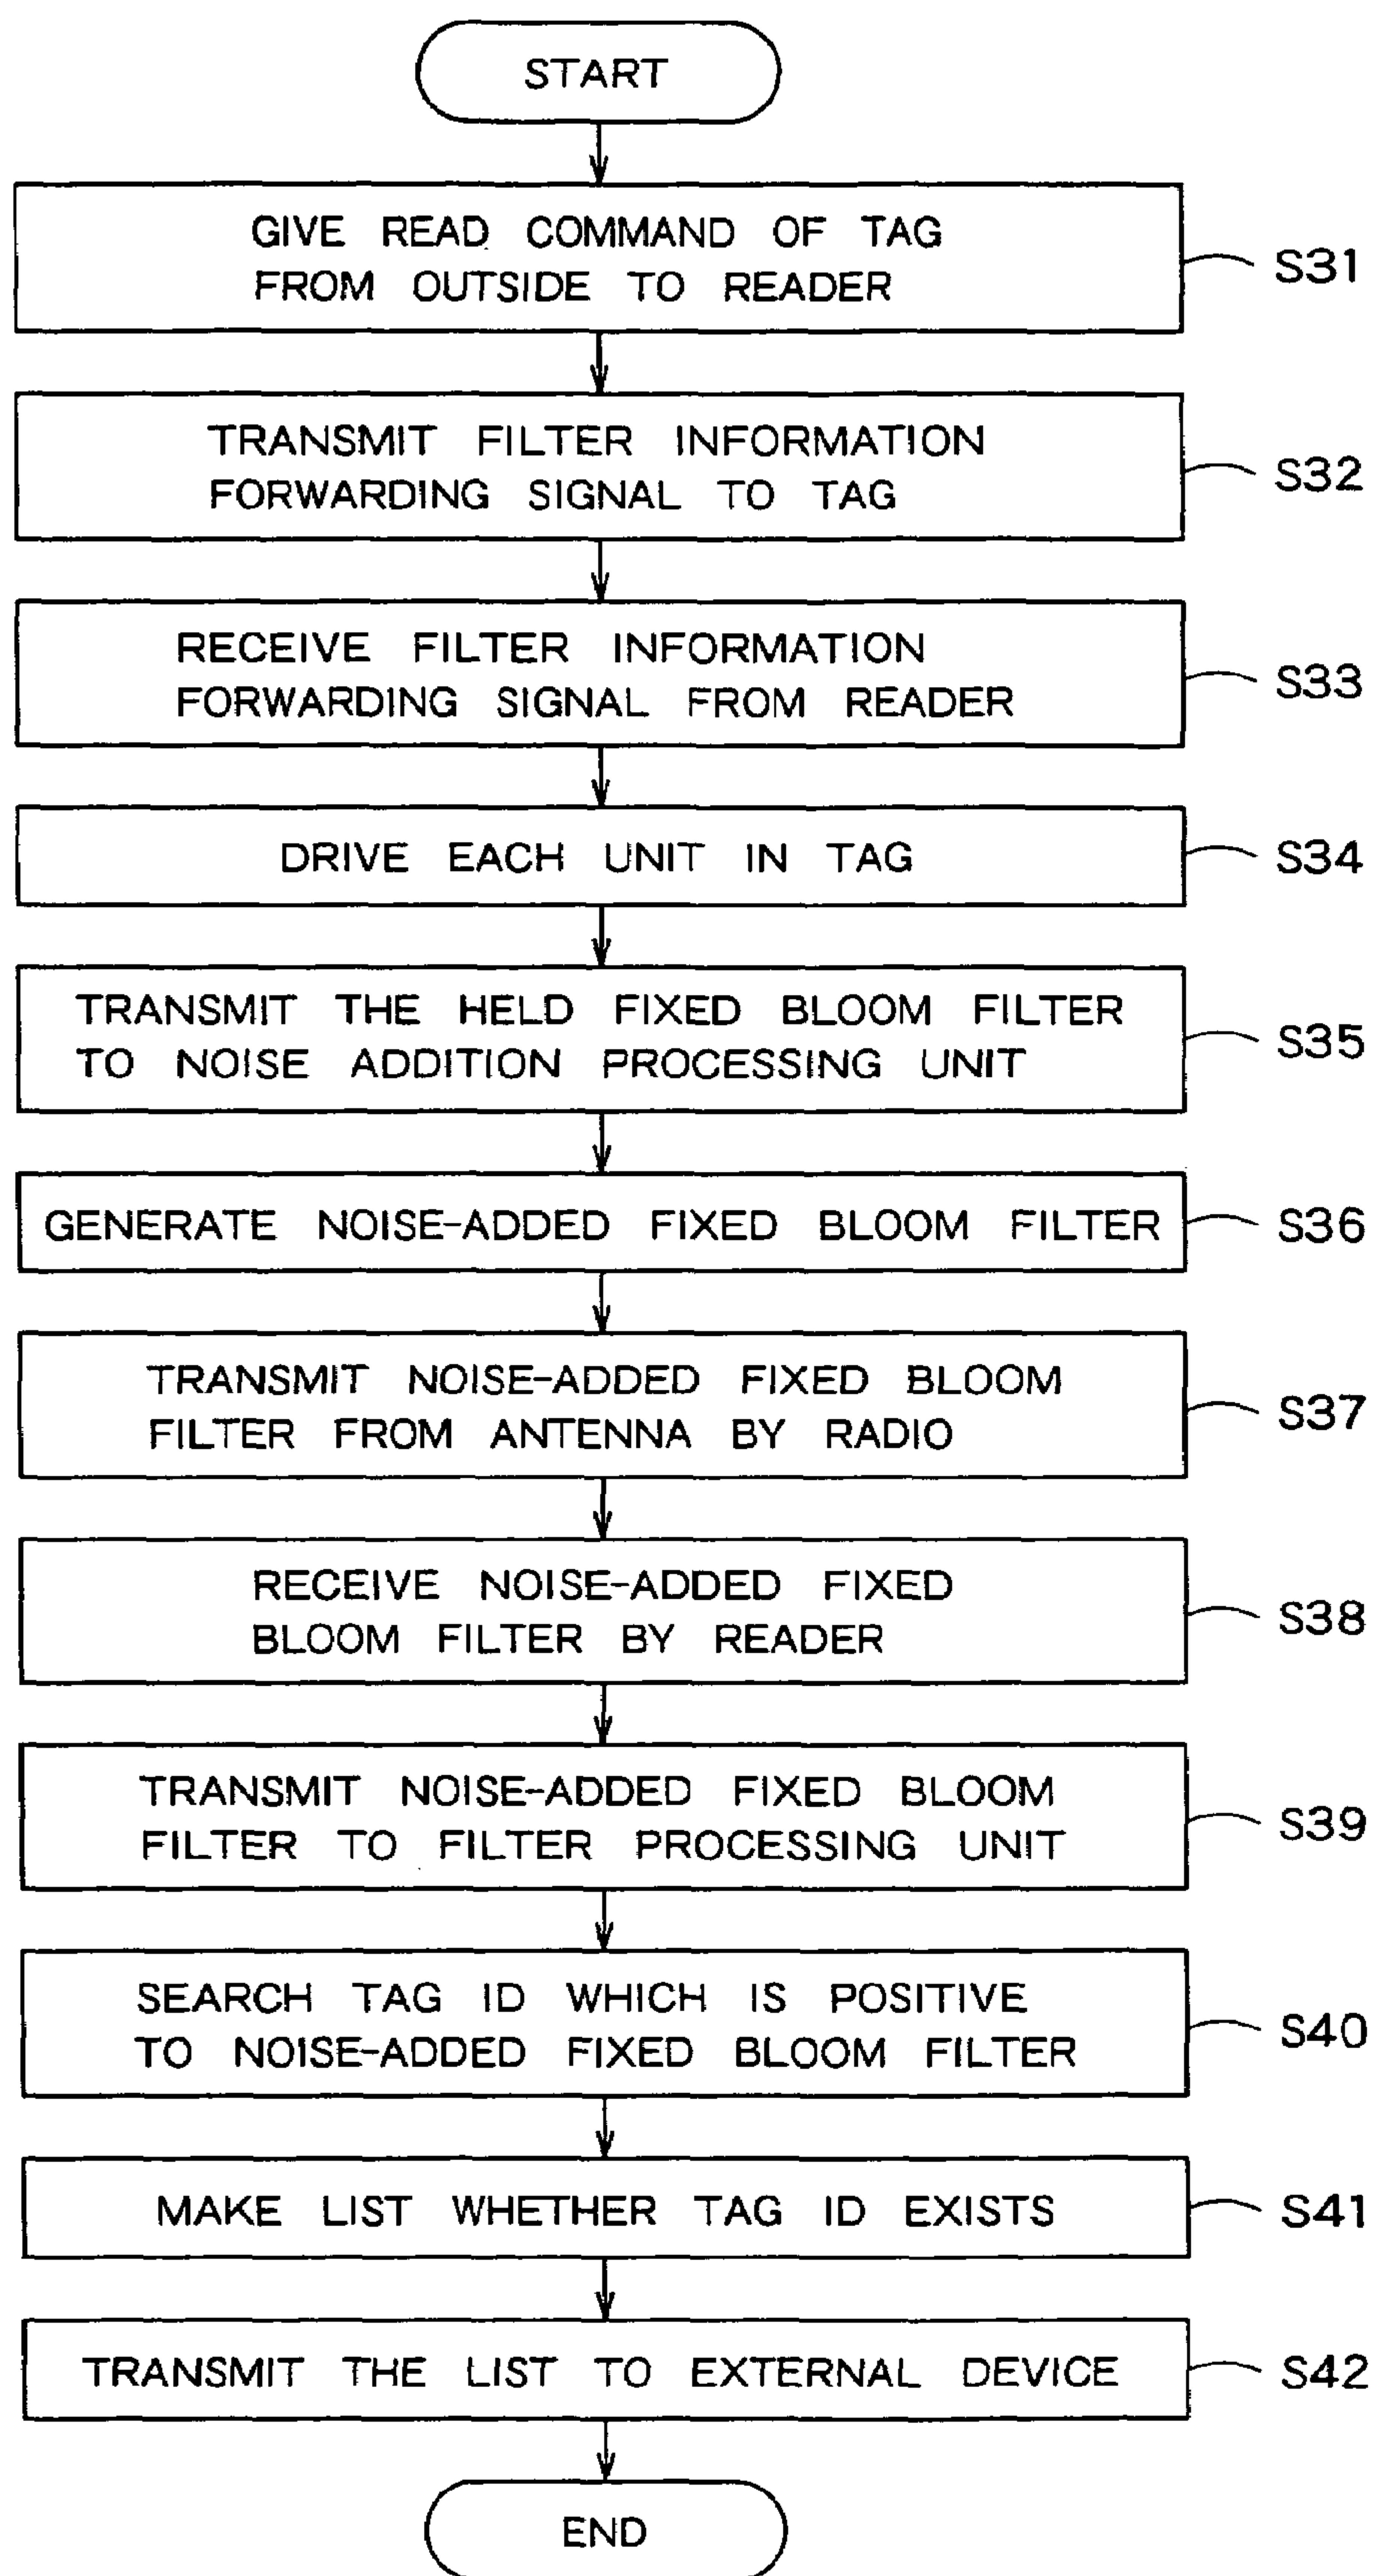 START
GIVE READ COMMAND OF TAG
FROM OUTSIDE TO READER
S31
TRANSMIT FILTER INFORMATION
FORWARDING SIGNAL TO TAG
S32
RECEIVE FILTER INFORMATION
FORWARDING SIGNAL FROM READER
S33
DRIVE EACH UNIT IN TAG
S34
TRANSMIT THE HELD FIXED BLOOM FILTER
TO NOISE ADDITION PROCESSING UNIT
S35
GENERATE NOISE-ADDED FIXED BLOOM FILTER
S36
TRANSMIT NOISE-ADDED FIXED BLOOM
FILTER FROM ANTENNA BY RADIO
S37
RECEIVE NOISE-ADDED FIXED
BLOOM FILTER BY READER
S38
TRANSMIT NOISE-ADDED FIXED BLOOM
FILTER TO FILTER PROCESSING UNIT
S39
SEARCH TAG ID WHICH IS POSITIVE
TO NOISE-ADDED FIXED BLOOM FILTER
S40
MAKE LIST WHETHER TAG ID EXISTS
S41
TRANSMIT THE LIST TO EXTERNAL DEVICE
S42
END